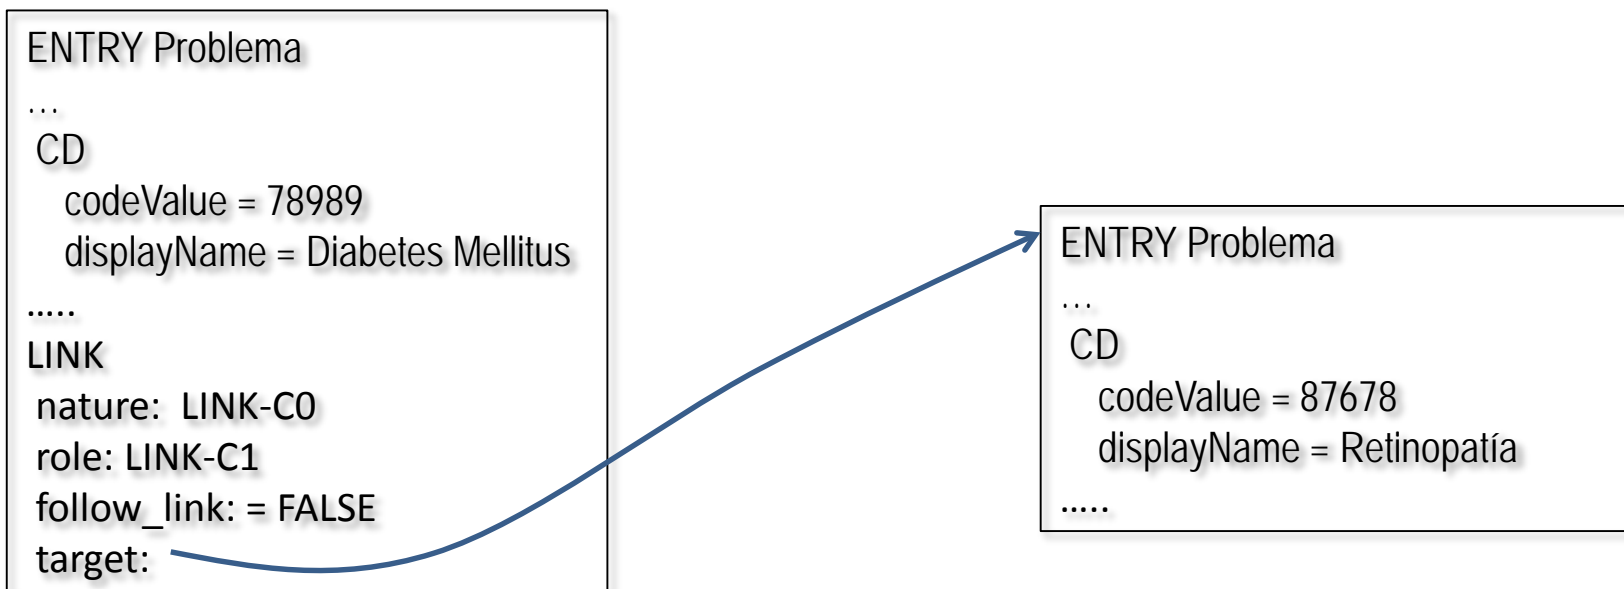 ENTRY Problema
...
CD
codeValue = 78989
displayName = Diabetes Mellitus
.....
LINK
nature: LINK-C0
role: LINK-C1
follow_link: = FALSE
target:
ENTRY Problema
...
CD
codeValue = 87678
displayName = Retinopatía
.....